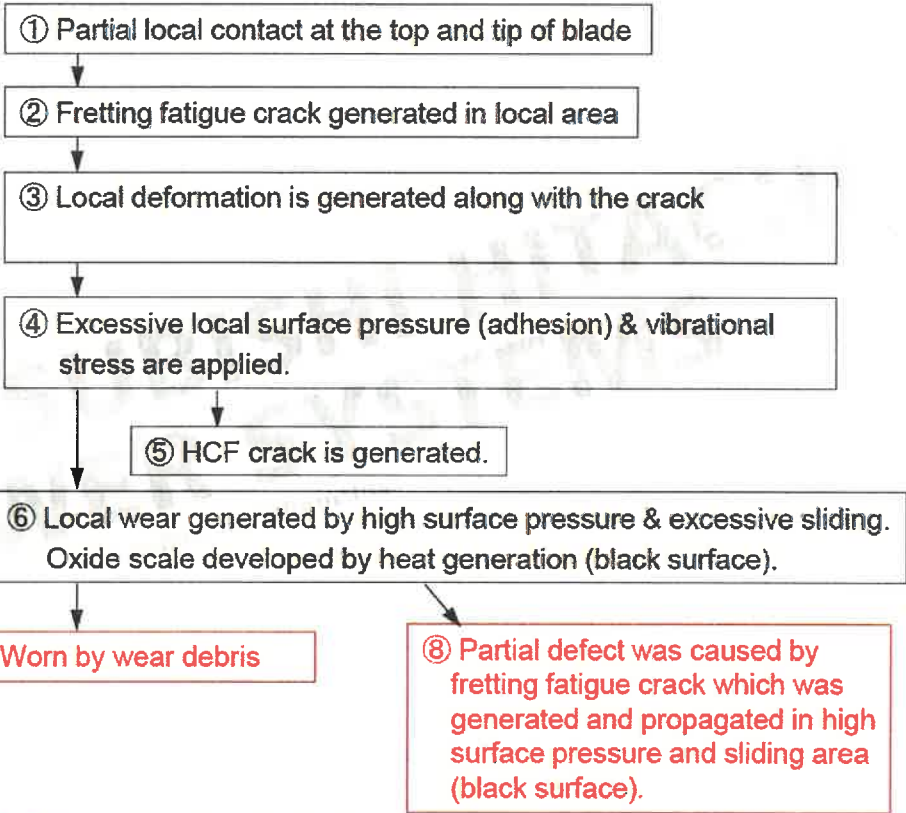 ① Partial local contact at the top and tip of blade
② Fretting fatigue crack generated in local area
③ Local deformation is generated along with the crack
④ Excessive local surface pressure (adhesion) & vibrational
stress are applied.
⑤ HCF crack is generated.
⑥ Local wear generated by high surface pressure & excessive sliding.
Oxide scale developed by heat generation (black surface).
Worn by wear debris
⑧ Partial defect was caused by
fretting fatigue crack which was
generated and propagated in high
surface pressure and sliding area
(black surface).